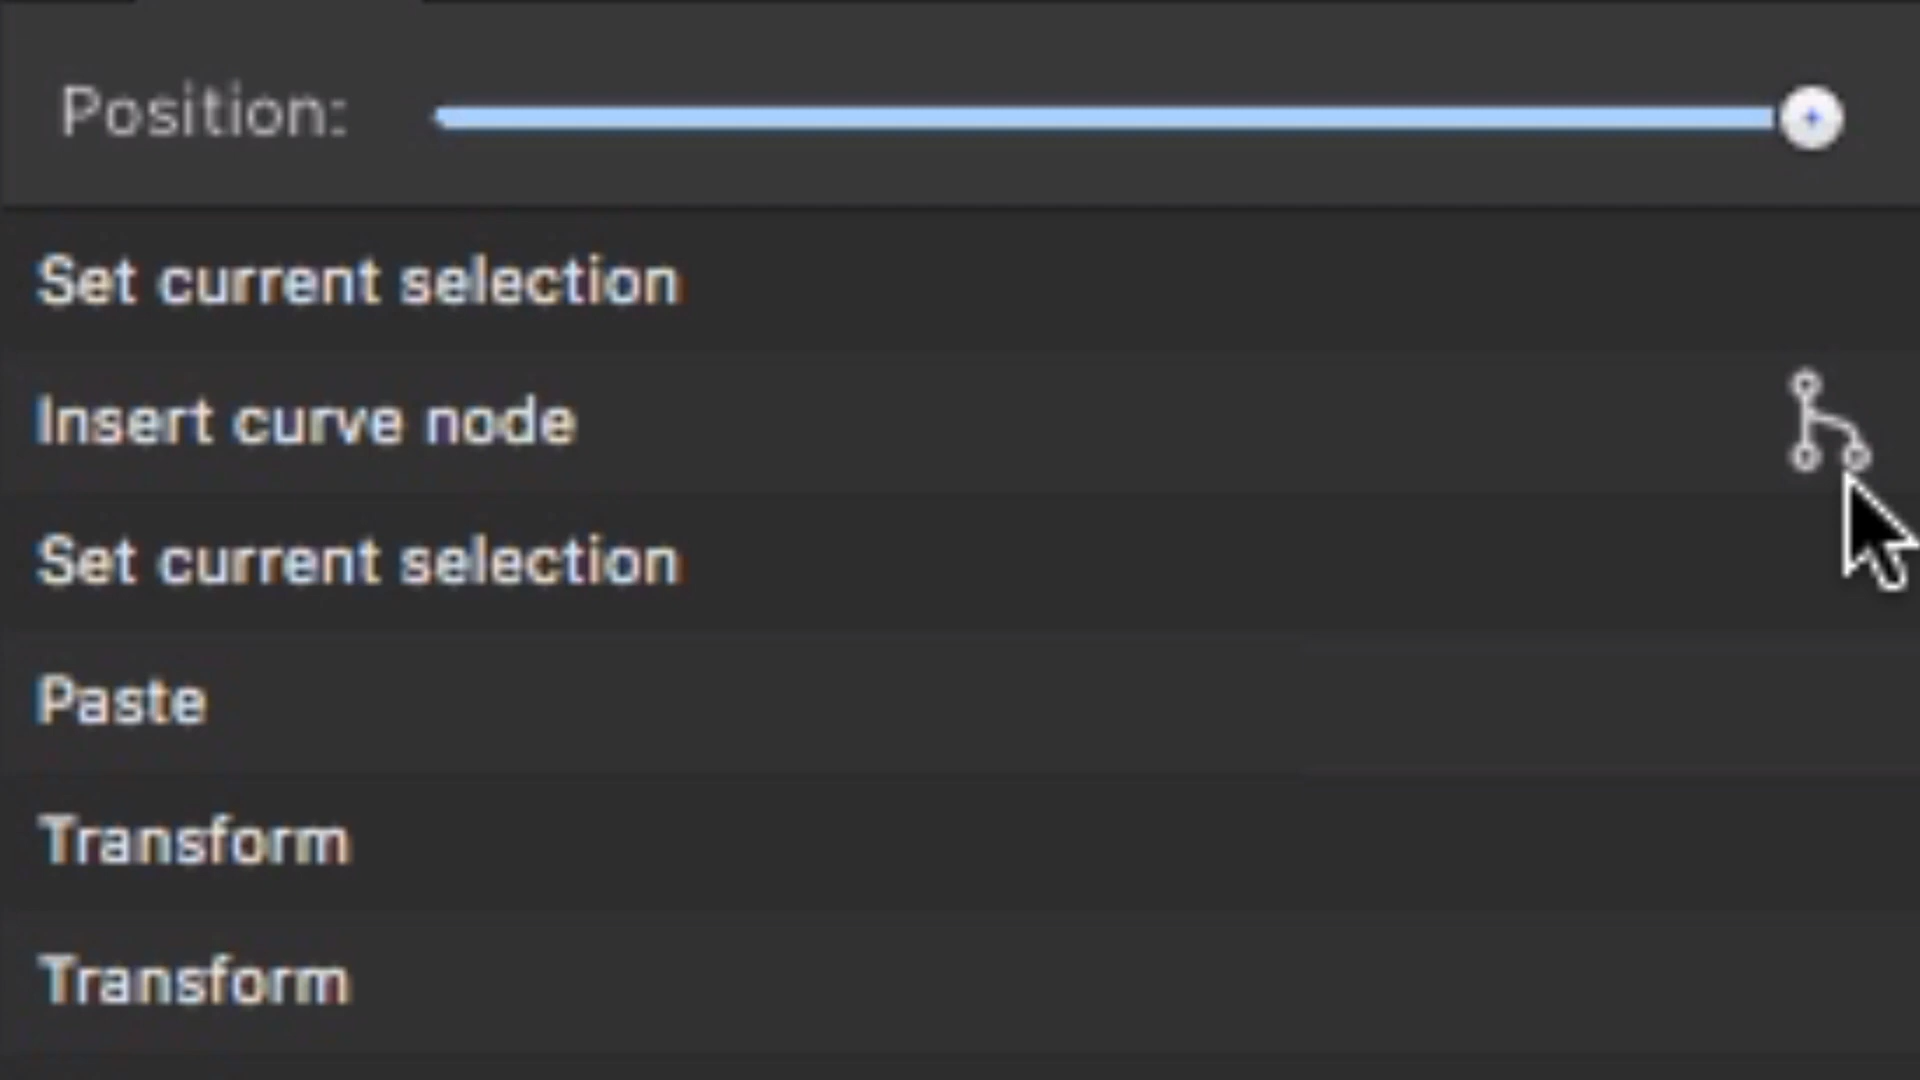 Position:
Set current selection
Insert curve node
Set current selection
Paste
Transform
Transform